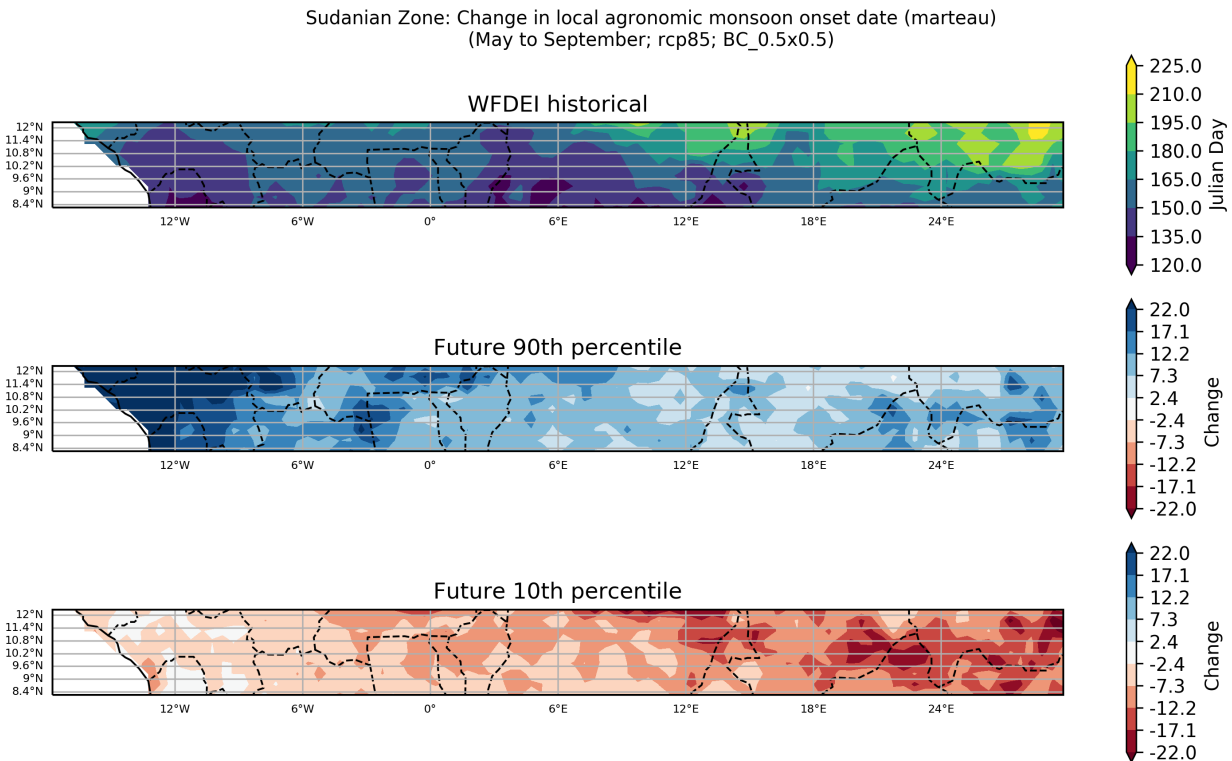 Sudanian Zone: Change in local agronomic monsoon onset date (marteau)
(May to September; rcp85; BC_0.5x0.5)
WFDEI historical
12°N
11.4°N
10.8°N
10.2°N
9.6°N
9°N
8.4°N
12°W 6°W 0° 6°E 12°E 18°E 24°E
225.0
210.0
195.0
180.0
165.0
150.0
135.0
120.0
Julian Day
Future 90th percentile
12°N
11.4°N
10.8°N
10.2°N
9.6°N
9°N
8.4°N
12°W 6°W 0° 6°E 12°E 18°E 24°E
22.0
17.1
12.2
7.3
2.4
-2.4
-7.3
-12.2
-17.1
-22.0
Change
Future 10th percentile
12°N
11.4°N
10.8°N
10.2°N
9.6°N
9°N
8.4°N
12°W 6°W 0° 6°E 12°E 18°E 24°E
22.0
17.1
12.2
7.3
2.4
-2.4
-7.3
-12.2
-17.1
-22.0
Change